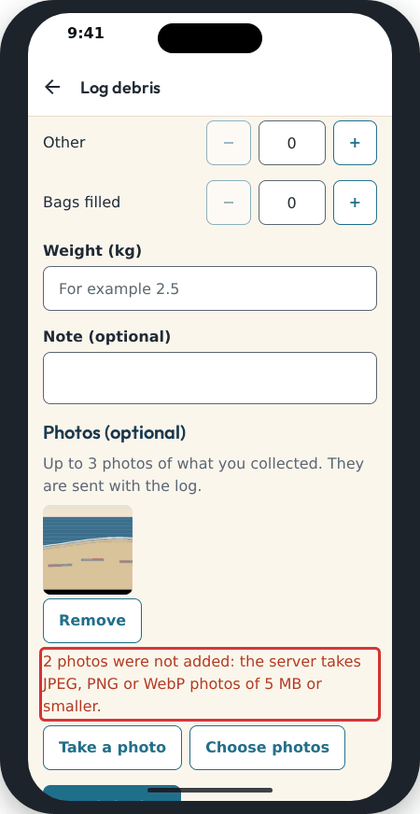 9:41
Log debris
Other
− 0 +
Bags filled
− 0 +
Weight (kg)
For example 2.5
Note (optional)
Photos (optional)
Up to 3 photos of what you collected. They
are sent with the log.
Remove
2 photos were not added: the server takes
JPEG, PNG or WebP photos of 5 MB or
smaller.
Take a photo
Choose photos